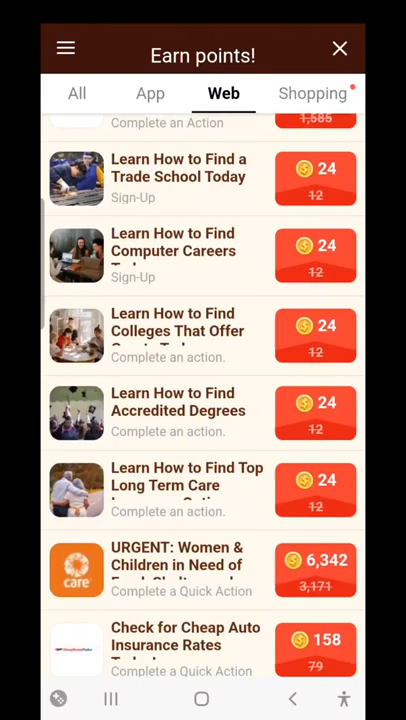 Earn points!
All
App
Web
Shopping
Complete an Action
1,585
Learn How to Find a
Trade School Today
Sign-Up
24
12
Learn How to Find
Computer Careers
Sign-Up
24
12
Learn How to Find
Colleges That Offer
Complete an action.
24
12
Learn How to Find
Accredited Degrees
Complete an action.
24
12
Learn How to Find Top
Long Term Care
Complete an action.
24
12
care
URGENT: Women &
Children in Need of
Complete a Quick Action
6,342
3,171
Check for Cheap Auto
Insurance Rates
Complete a Quick Action
158
79